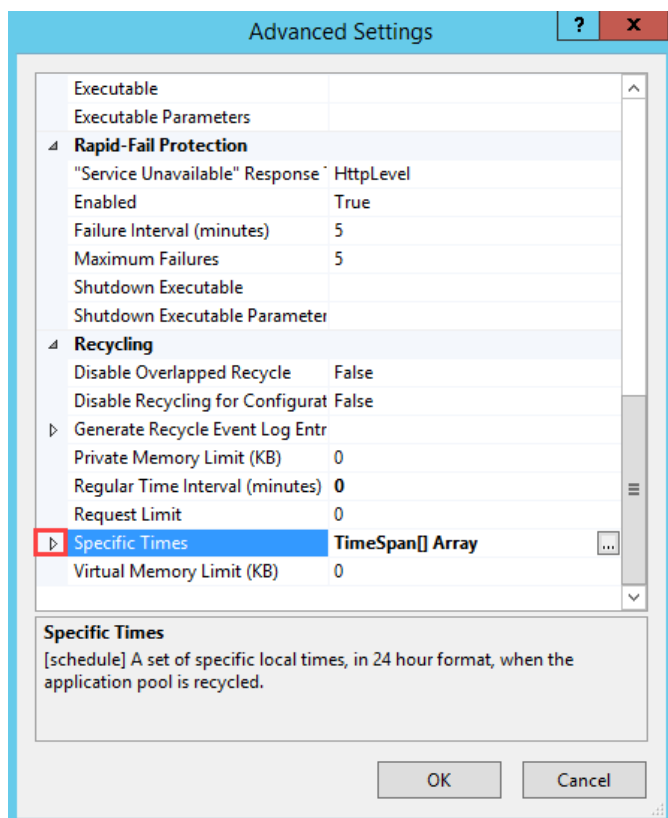 Advanced Settings
? x
Executable
Executable Parameters
Rapid-Fail Protection
"Service Unavailable" Response HttpLevel
Enabled True
Failure Interval (minutes) 5
Maximum Failures 5
Shutdown Executable
Shutdown Executable Parameter
Recycling
Disable Overlapped Recycle False
Disable Recycling for Configurat False
Generate Recycle Event Log Entr
Private Memory Limit (KB) 0
Regular Time Interval (minutes) 0
Request Limit 0
Specific Times TimeSpan[] Array ...
Virtual Memory Limit (KB) 0
Specific Times
[schedule] A set of specific local times, in 24 hour format, when the
application pool is recycled.
OK Cancel